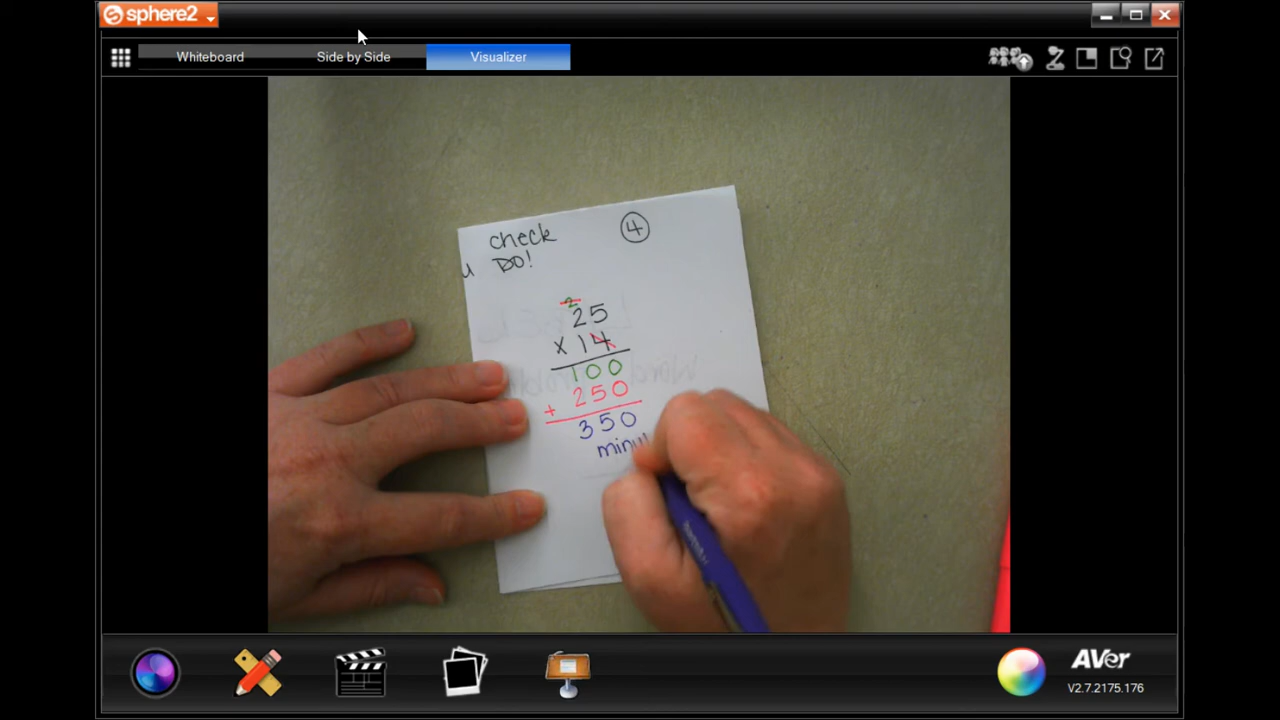 sphere2
Whiteboard Side by Side Visualizer
check ④
u DO!
2
25
x 14
100
+ 250
350
minu
AVer
V2.7.2175.176